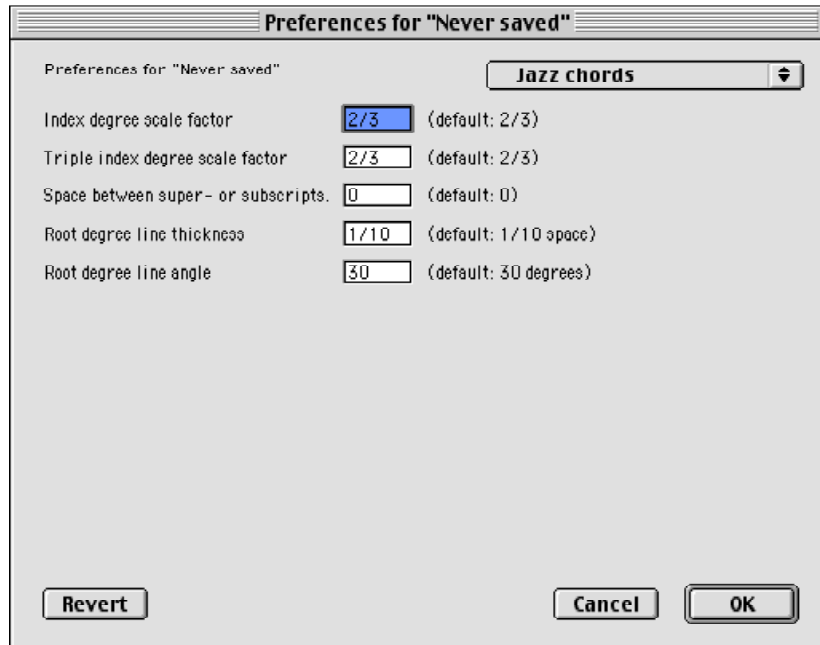 Preferences for "Never saved"
Preferences for "Never saved" Jazz chords
Index degree scale factor 2/3 (default: 2/3)
Triple index degree scale factor 2/3 (default: 2/3)
Space between super- or subscripts. 0 (default: 0)
Root degree line thickness 1/10 (default: 1/10 space)
Root degree line angle 30 (default: 30 degrees)
Revert Cancel OK